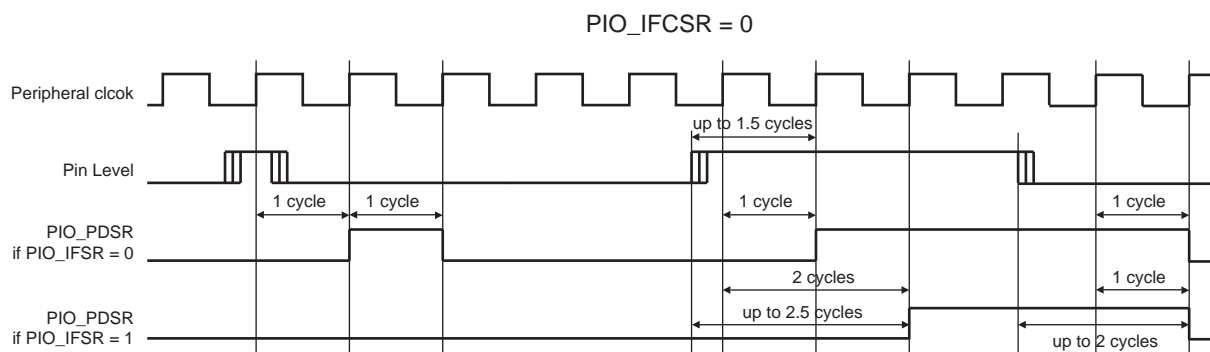 PIO_IFCSR = 0
Peripheral clcok
up to 1.5 cycles
Pin Level
1 cycle 1 cycle 1 cycle 1 cycle
PIO_PDSR
if PIO_IFSR = 0
2 cycles 1 cycle
up to 2.5 cycles
PIO_PDSR
if PIO_IFSR = 1
up to 2 cycles